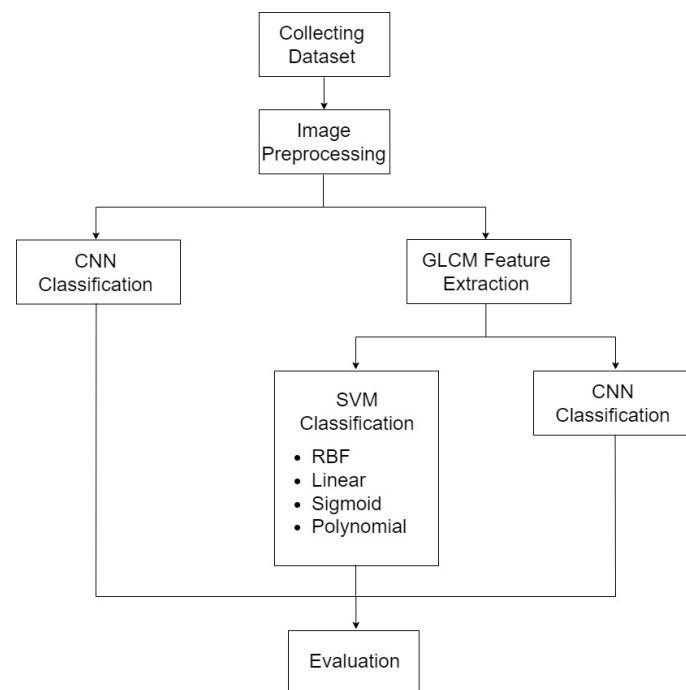 Collecting
Dataset
Image
Preprocessing
CNN
Classification
GLCM Feature
Extraction
SVM
Classification
• RBF
• Linear
• Sigmoid
• Polynomial
CNN
Classification
Evaluation